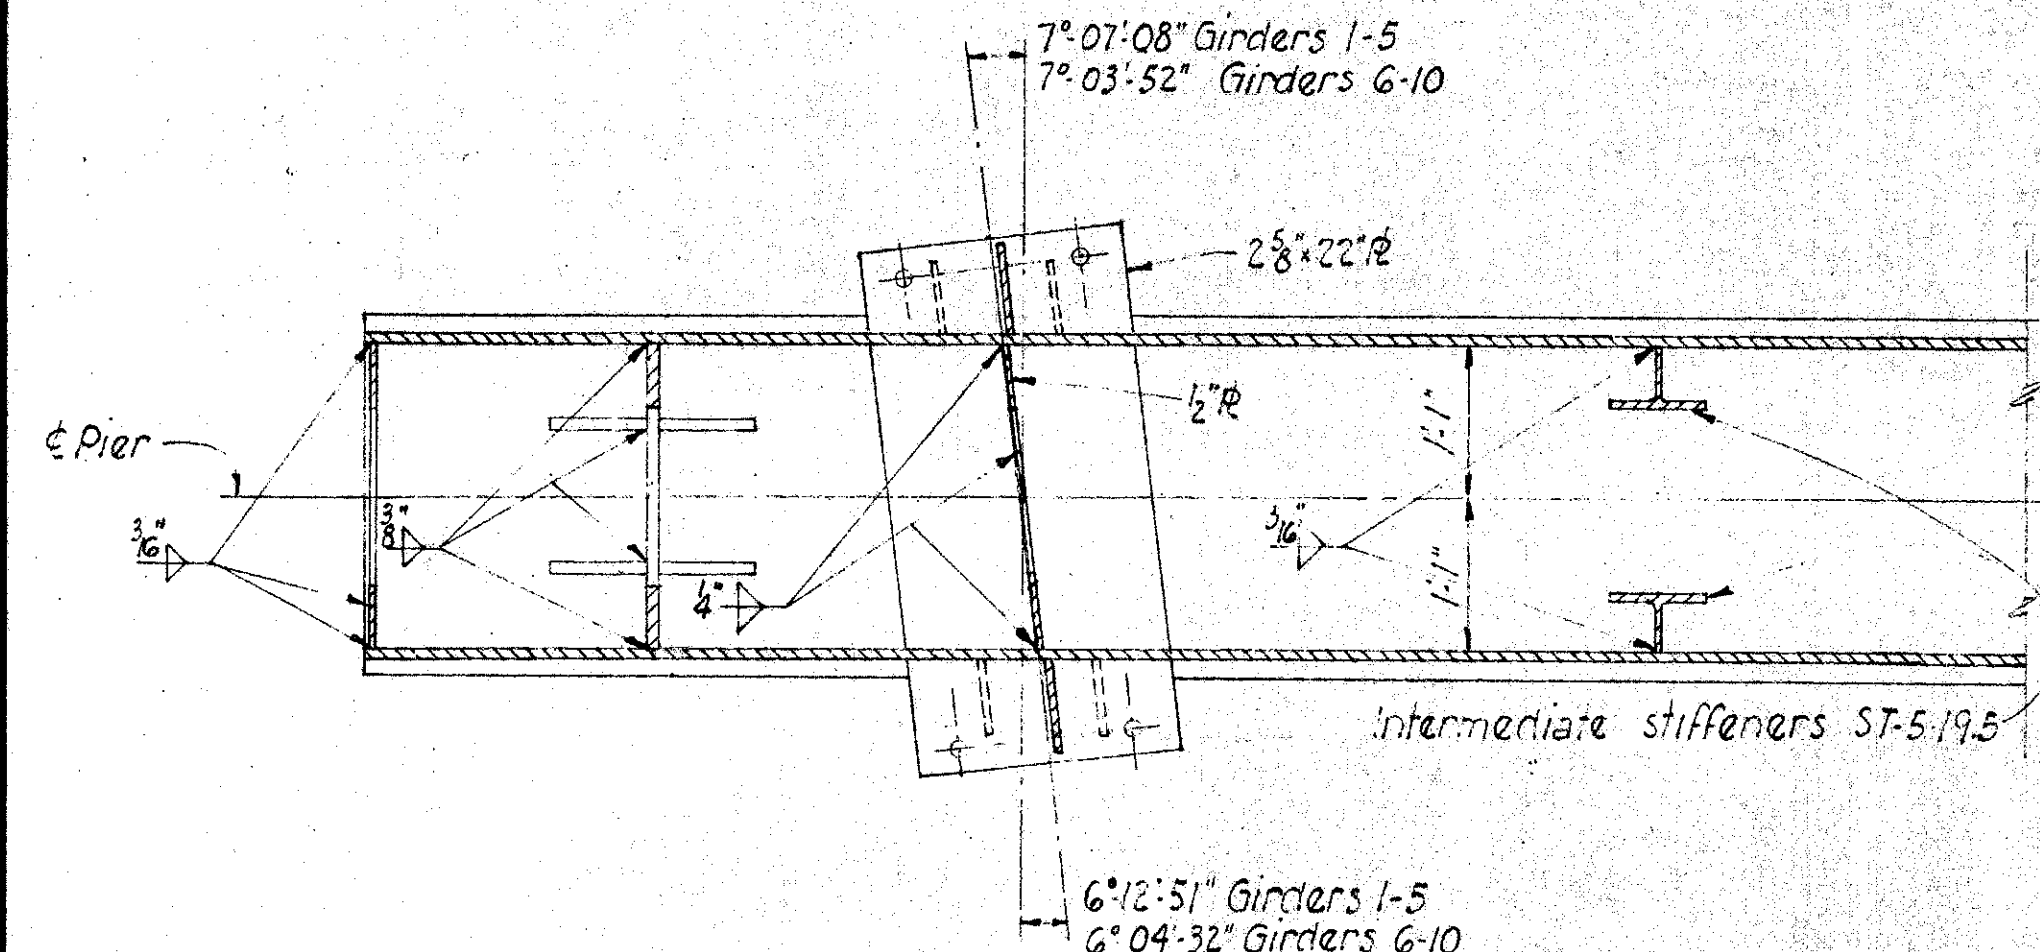 7°-07'-08" Girders 1-5
7°-03'-52" Girders 6-10
2 5/8" x 22" ℄
1/2" ℄
1'-1"
℄ Pier
3/16"
3/8"
1/4"
3/16"
1'-1"
Intermediate stiffeners ST-5-19.5
6°-12'-51" Girders 1-5
6°-04'-32" Girders 6-10